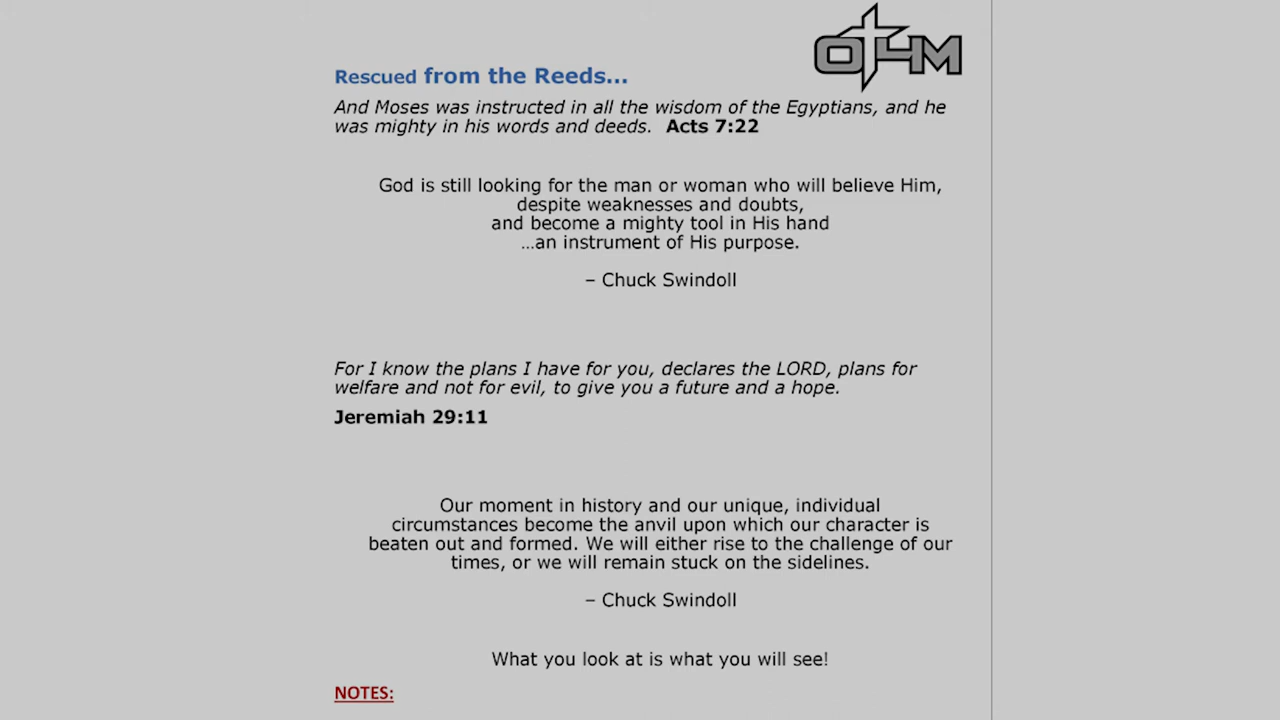 OT4M
Rescued from the Reeds...
And Moses was instructed in all the wisdom of the Egyptians, and he
was mighty in his words and deeds. Acts 7:22
God is still looking for the man or woman who will believe Him,
despite weaknesses and doubts,
and become a mighty tool in His hand
...an instrument of His purpose.
– Chuck Swindoll
For I know the plans I have for you, declares the LORD, plans for
welfare and not for evil, to give you a future and a hope.
Jeremiah 29:11
Our moment in history and our unique, individual
circumstances become the anvil upon which our character is
beaten out and formed. We will either rise to the challenge of our
times, or we will remain stuck on the sidelines.
– Chuck Swindoll
What you look at is what you will see!
NOTES: